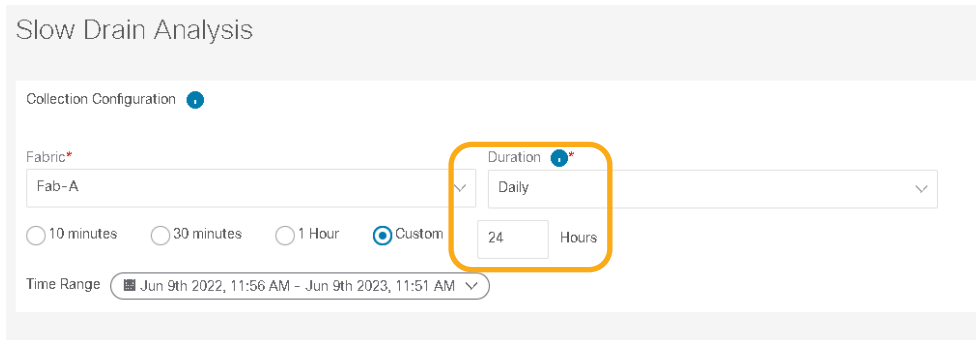 Slow Drain Analysis
Collection Configuration
Fabric* Duration *
Fab-A Daily
10 minutes 30 minutes 1 Hour Custom 24 Hours
Time Range Jun 9th 2022, 11:56 AM - Jun 9th 2023, 11:51 AM